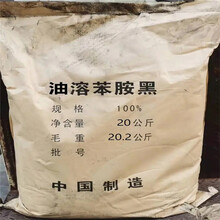 油溶苯胺黑
规格 100%
净含量 20公斤
毛重 20.2公斤
批号
中国制造